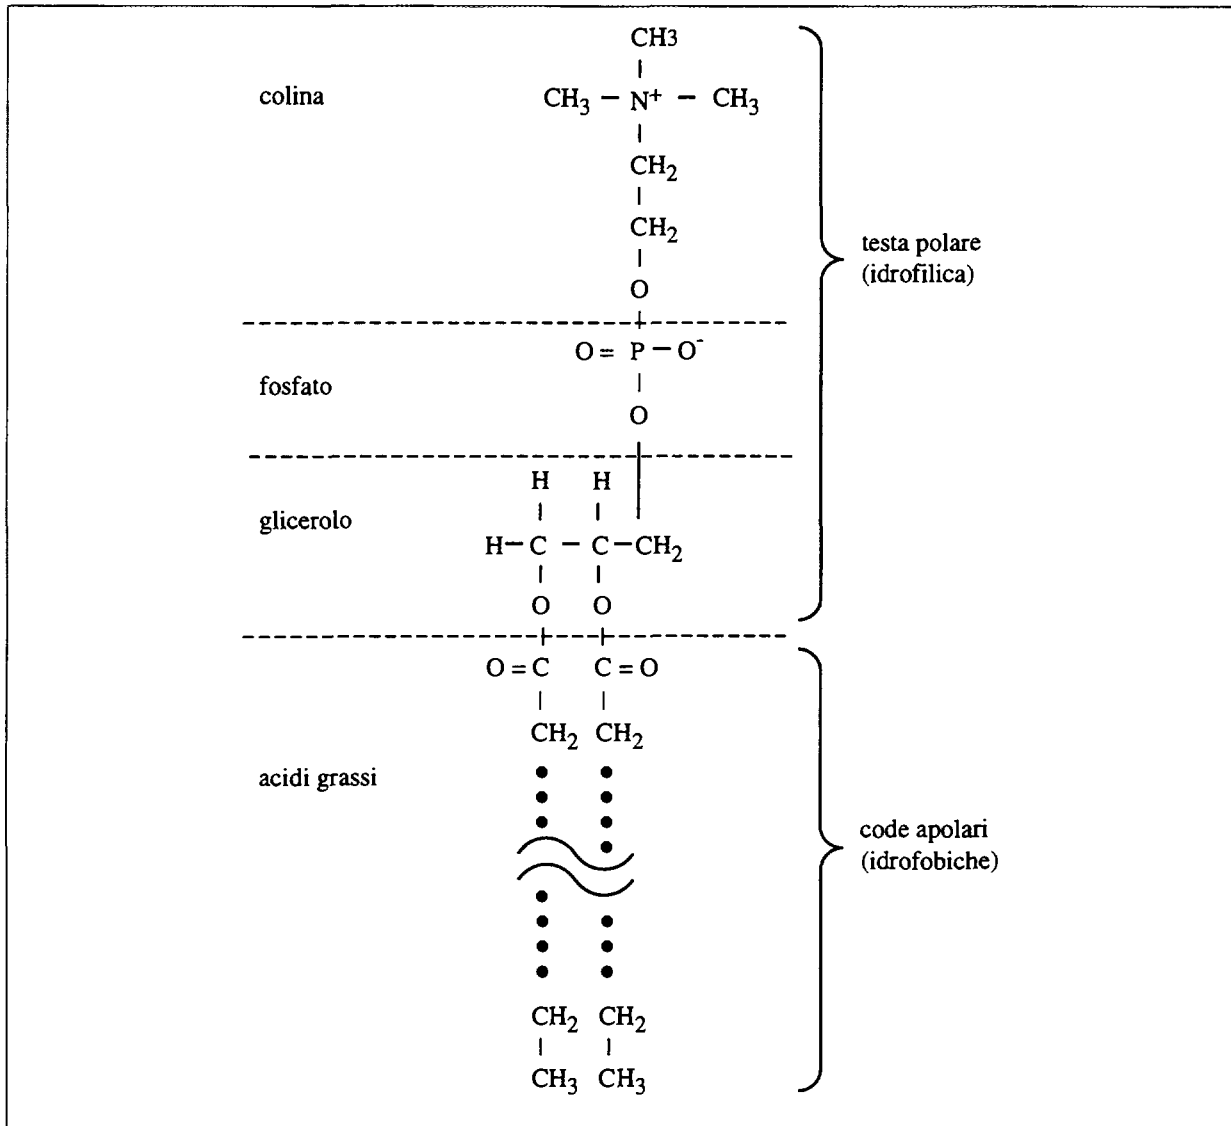 CH3
colina
CH₃ – N⁺ – CH₃
CH₂
CH₂
testa polare
(idrofilica)
O
O = P – O⁻
fosfato
O
H H
glicerolo
H – C – C – CH₂
O O
O = C C = O
CH₂ CH₂
acidi grassi
code apolari
(idrofobiche)
CH₂ CH₂
CH₃ CH₃